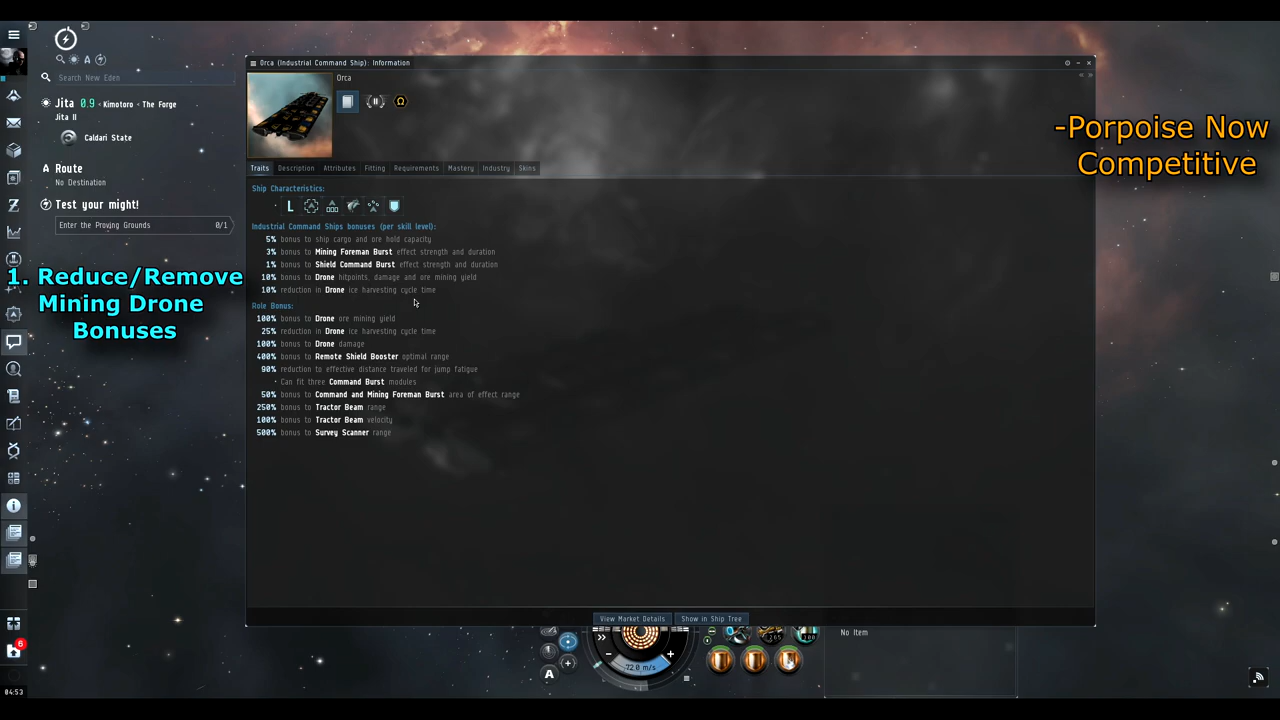 Search New Eden
Jita 0.9 ‹ Kimotoro ‹ The Forge
Jita II
Caldari State
Route
No Destination
Test your might!
Enter the Proving Grounds 0/1
1. Reduce/Remove
Mining Drone
Bonuses
Orca (Industrial Command Ship): Information
Orca
Traits Description Attributes Fitting Requirements Mastery Industry Skins
Ship Characteristics:
Industrial Command Ships bonuses (per skill level):
5% bonus to ship cargo and ore hold capacity
3% bonus to Mining Foreman Burst effect strength and duration
1% bonus to Shield Command Burst effect strength and duration
10% bonus to Drone hitpoints, damage and ore mining yield
10% reduction in Drone ice harvesting cycle time
Role Bonus:
100% bonus to Drone ore mining yield
25% reduction in Drone ice harvesting cycle time
100% bonus to Drone damage
400% bonus to Remote Shield Booster optimal range
90% reduction to effective distance traveled for jump fatigue
· Can fit three Command Burst modules
50% bonus to Command and Mining Foreman Burst area of effect range
250% bonus to Tractor Beam range
100% bonus to Tractor Beam velocity
500% bonus to Survey Scanner range
View Market Details Show in Ship Tree
-Porpoise Now
Competitive
No Item
72.0 m/s
A
6
04:53